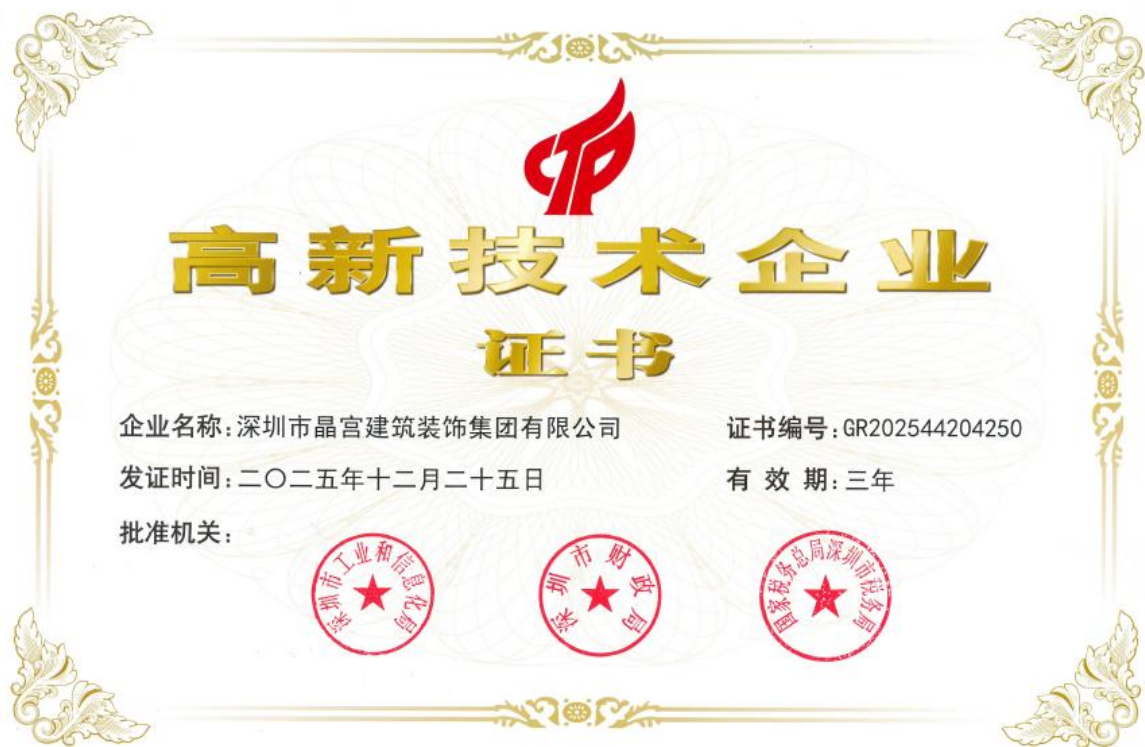 CTP
高新技术企业
证书
企业名称:深圳市晶宫建筑装饰集团有限公司
证书编号:GR202544204250
发证时间:二〇二五年十二月二十五日
有 效 期:三年
批准机关:
深圳市工业和信息化局
深圳市财政局
国家税务总局深圳市税务局